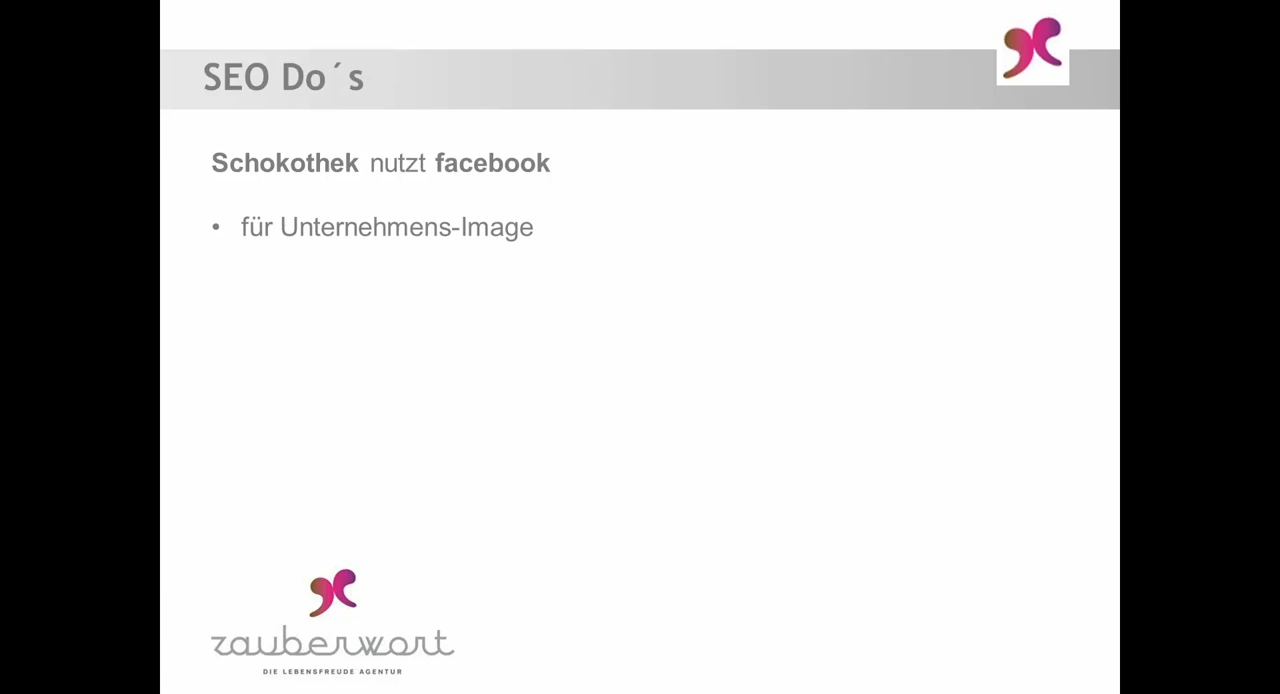 SEO Do´s
Schokothek nutzt facebook
• für Unternehmens-Image
zauberwort
DIE LEBENSFREUDE AGENTUR